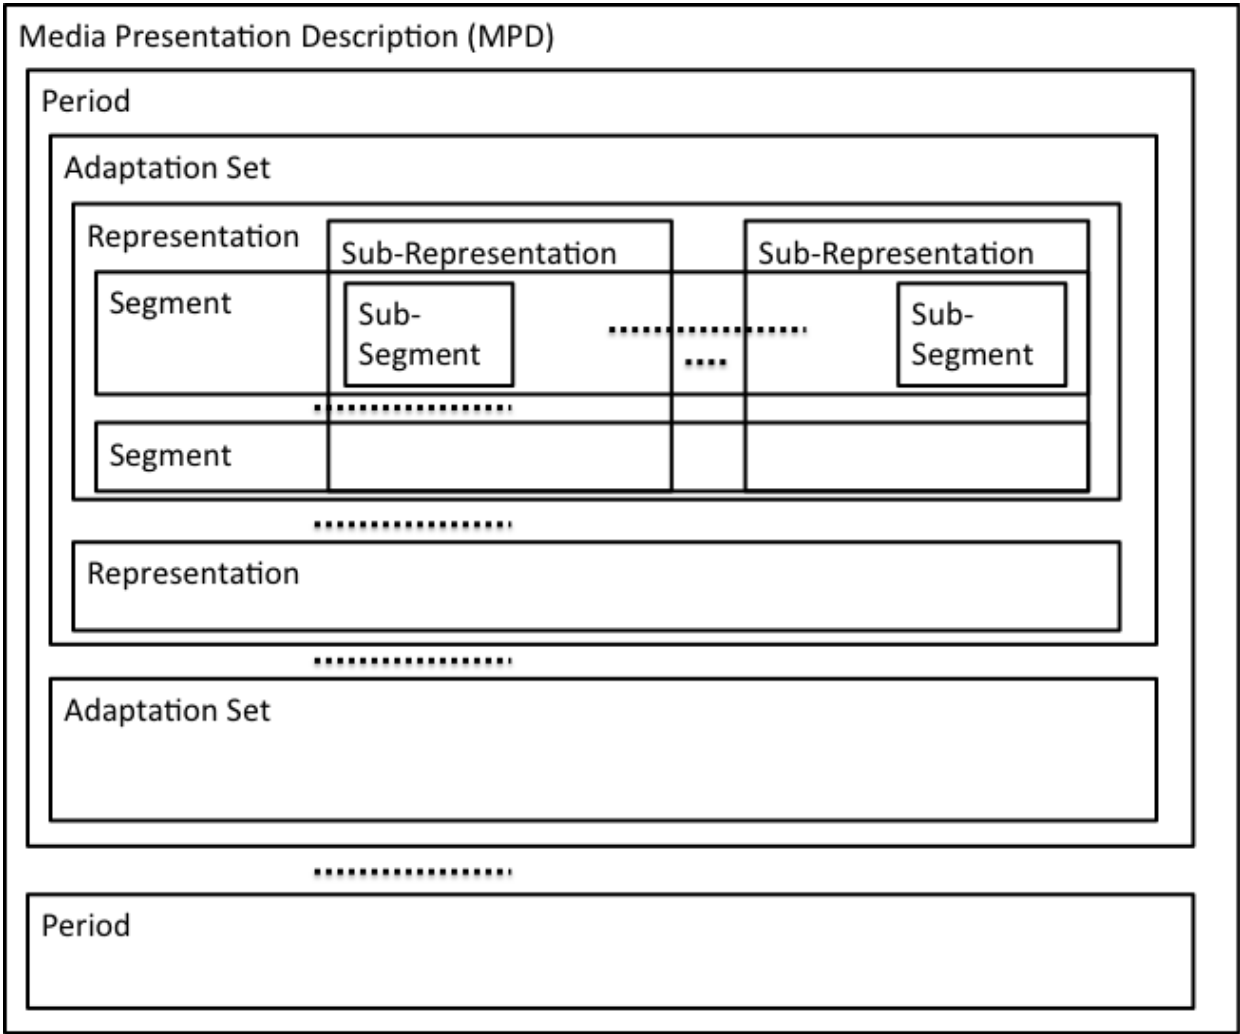 Media Presentation Description (MPD)
Period
Adaptation Set
Representation
Sub-Representation
Sub-Representation
Segment
Sub-
Segment
Sub-
Segment
Segment
Representation
Adaptation Set
Period